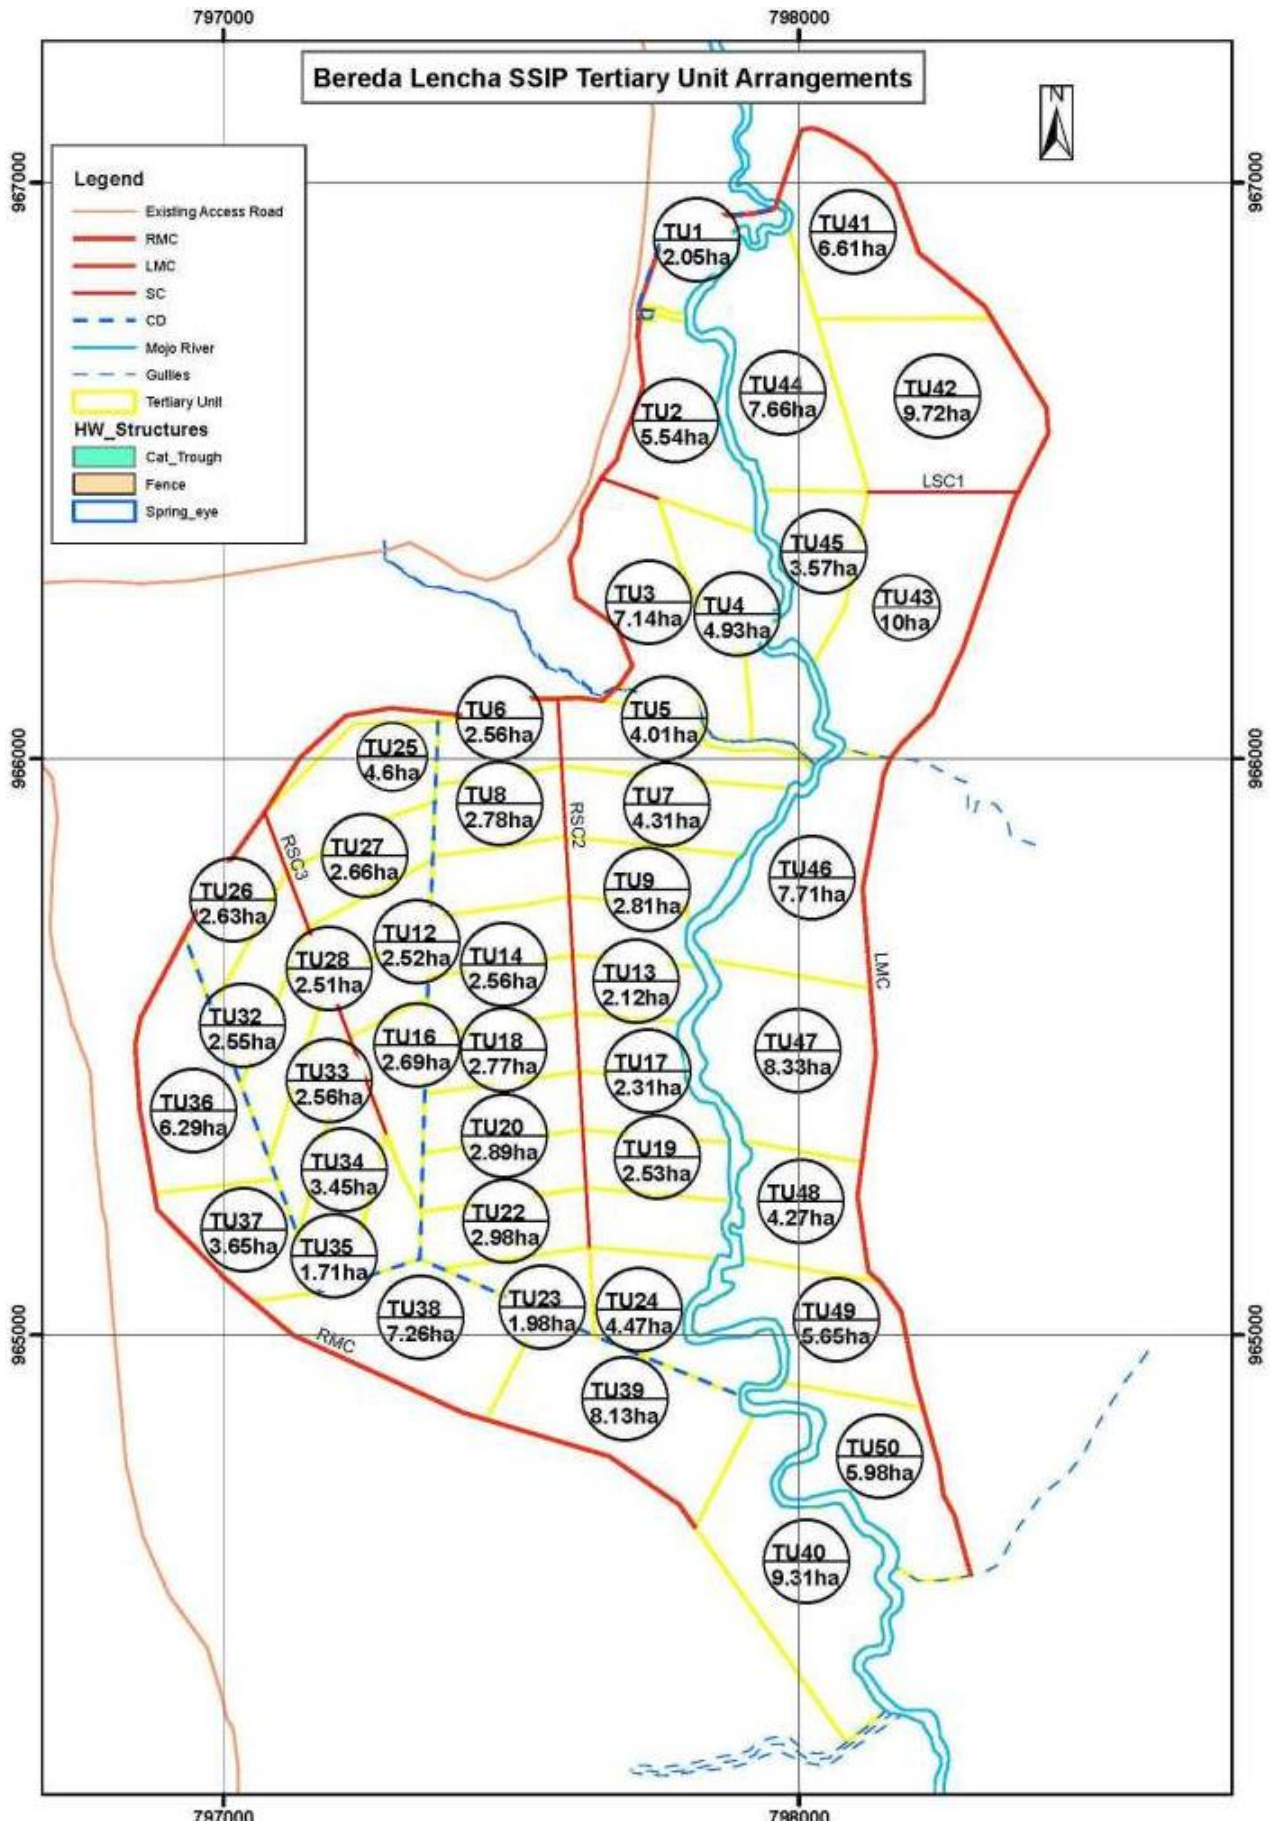 797000
798000
Bereda Lencha SSIP Tertiary Unit Arrangements
N
967000
967000
Legend
Existing Access Road
RMC
LMC
SC
CD
Mojo River
Gullies
Tertiary Unit
HW_Structures
Cat_Trough
Fence
Spring_eye
TU1
2.05ha
TU41
6.61ha
TU44
7.66ha
TU42
9.72ha
TU2
5.54ha
LSC1
TU45
3.57ha
TU3
7.14ha
TU4
4.93ha
TU43
10ha
TU6
2.56ha
TU5
4.01ha
TU25
4.6ha
966000
966000
TU8
2.78ha
TU7
4.31ha
RSC2
RSC3
TU27
2.66ha
TU26
2.63ha
TU9
2.81ha
TU46
7.71ha
TU12
2.52ha
TU14
2.56ha
TU28
2.51ha
TU13
2.12ha
LMC
TU32
2.55ha
TU16
2.69ha
TU18
2.77ha
TU47
8.33ha
TU33
2.56ha
TU17
2.31ha
TU36
6.29ha
TU20
2.89ha
TU19
2.53ha
TU34
3.45ha
TU48
4.27ha
TU37
3.65ha
TU22
2.98ha
TU35
1.71ha
TU38
7.26ha
TU23
1.98ha
TU24
4.47ha
TU49
5.65ha
965000
965000
RMC
TU39
8.13ha
TU50
5.98ha
TU40
9.31ha
797000
798000